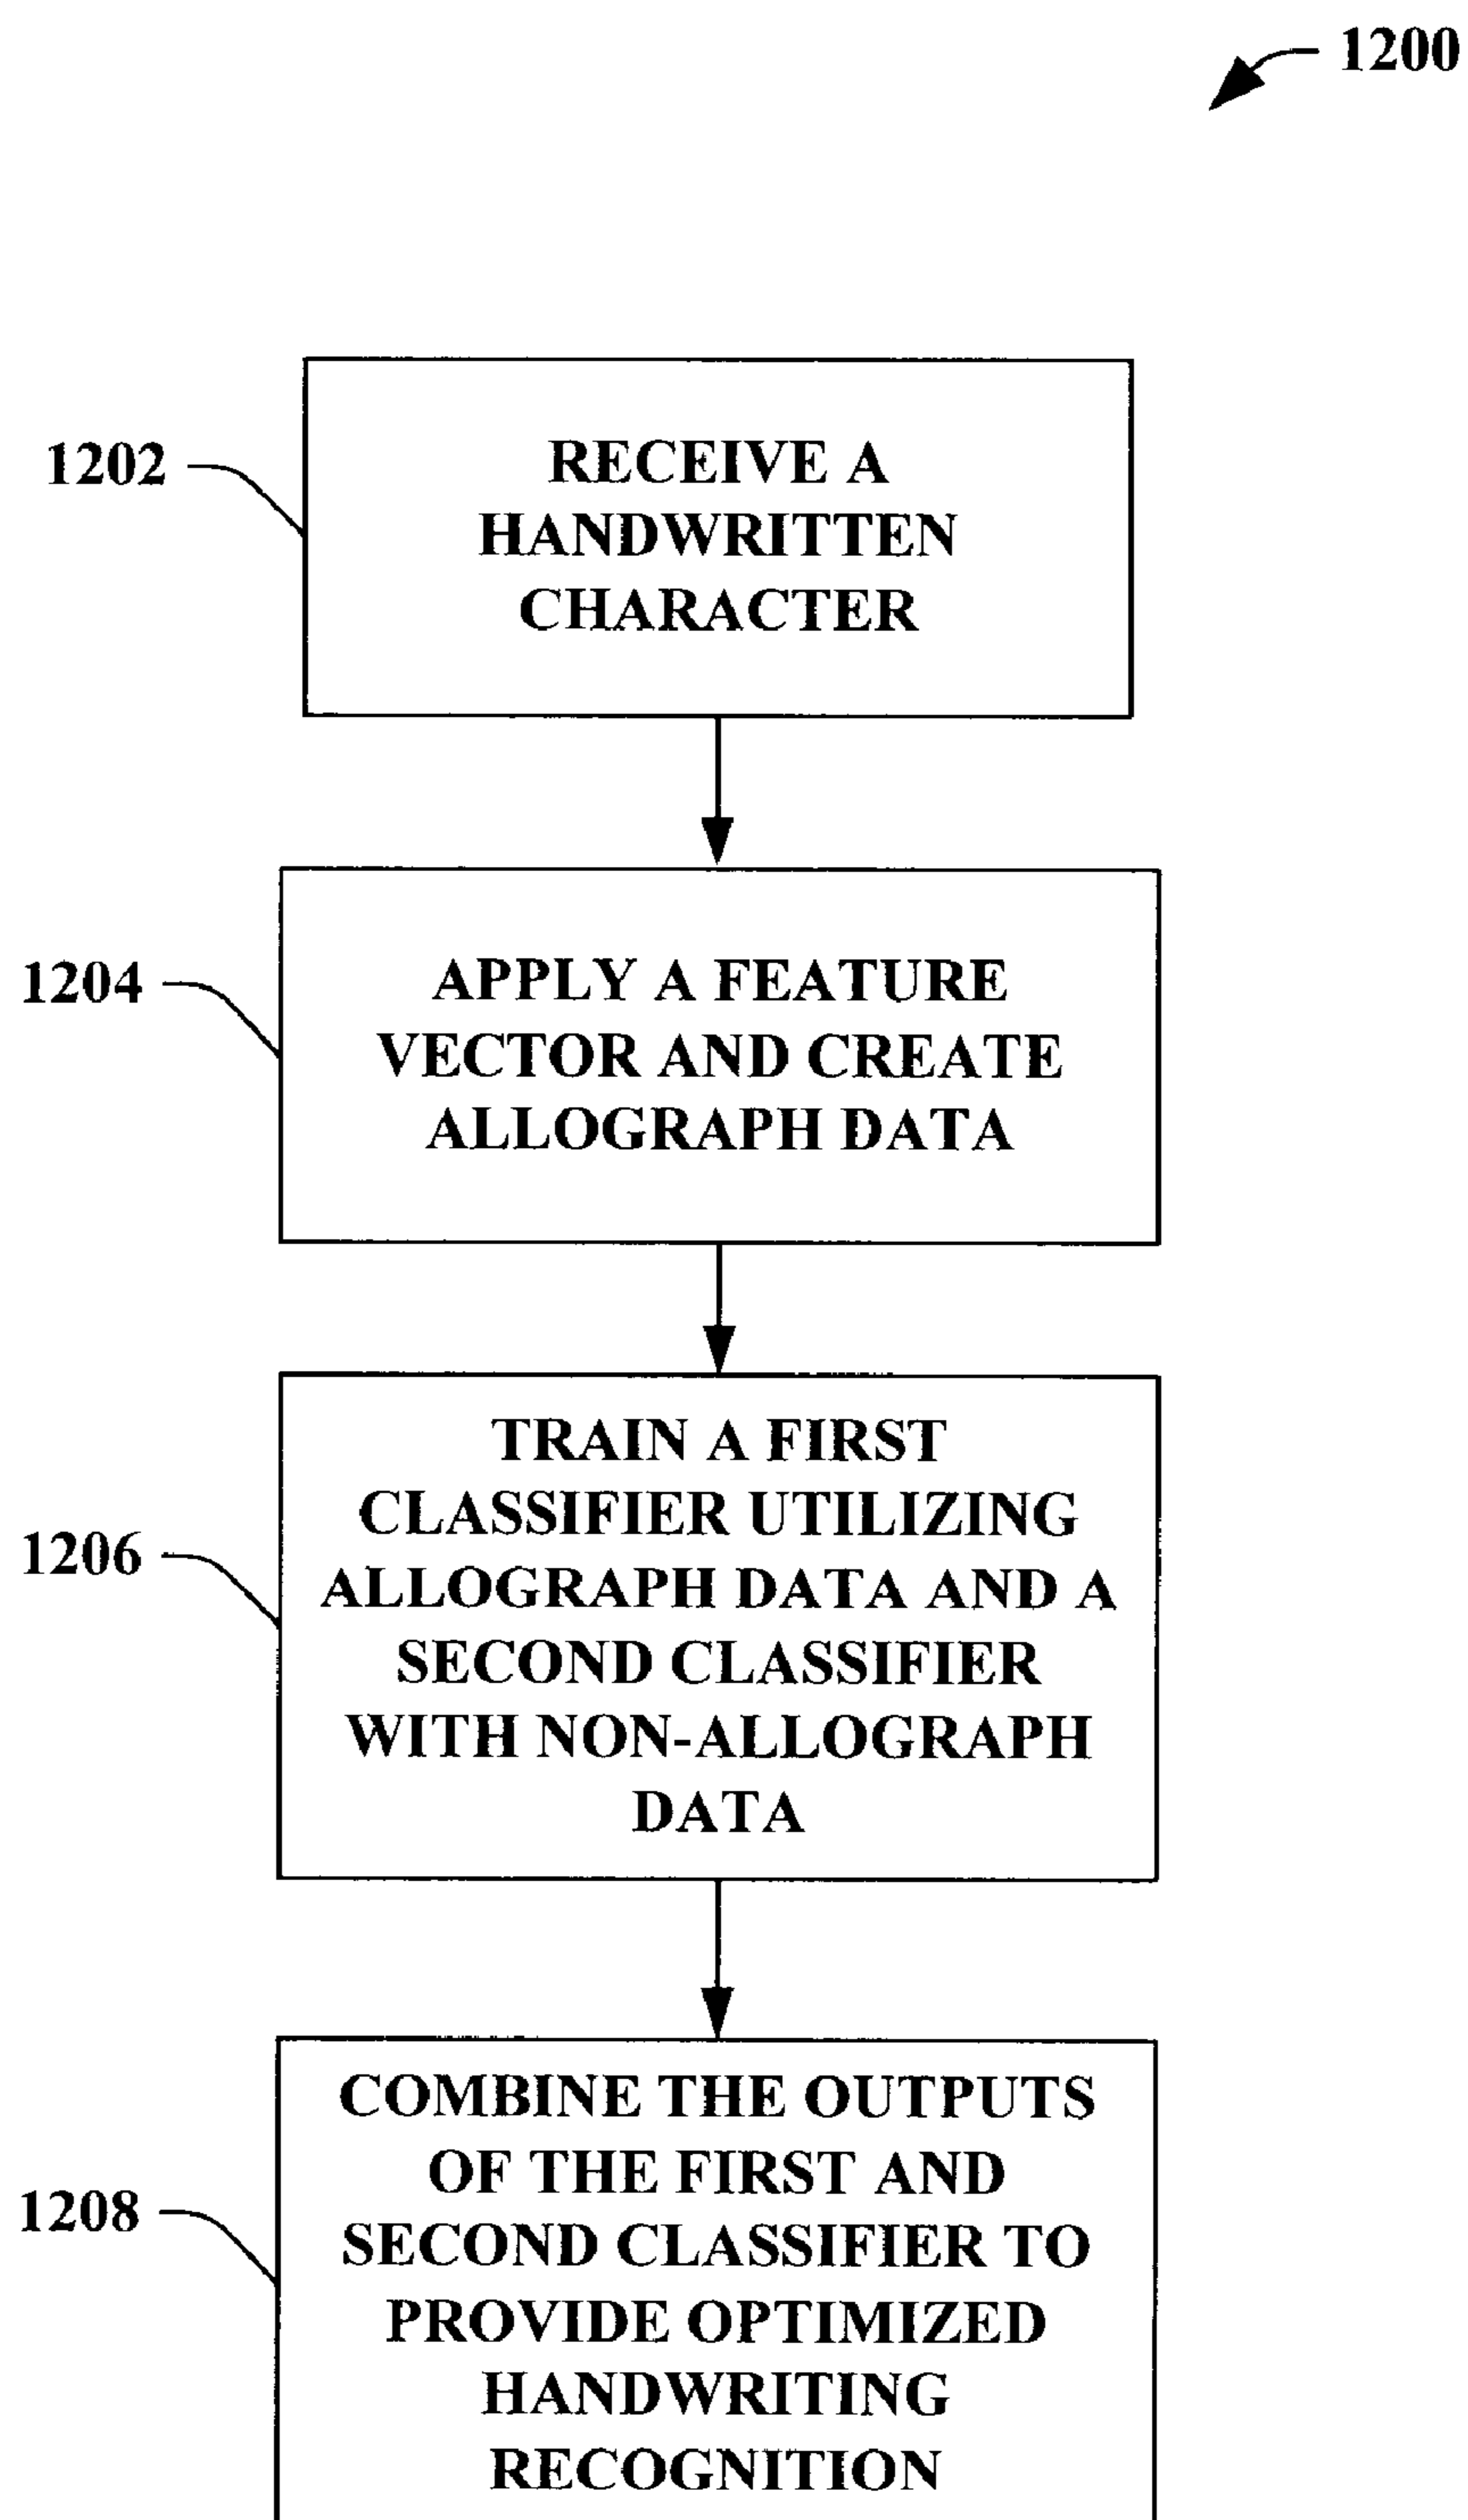 1200
1202
RECEIVE A
HANDWRITTEN
CHARACTER
1204
APPLY A FEATURE
VECTOR AND CREATE
ALLOGRAPH DATA
1206
TRAIN A FIRST
CLASSIFIER UTILIZING
ALLOGRAPH DATA AND A
SECOND CLASSIFIER
WITH NON-ALLOGRAPH
DATA
1208
COMBINE THE OUTPUTS
OF THE FIRST AND
SECOND CLASSIFIER TO
PROVIDE OPTIMIZED
HANDWRITING
RECOGNITION